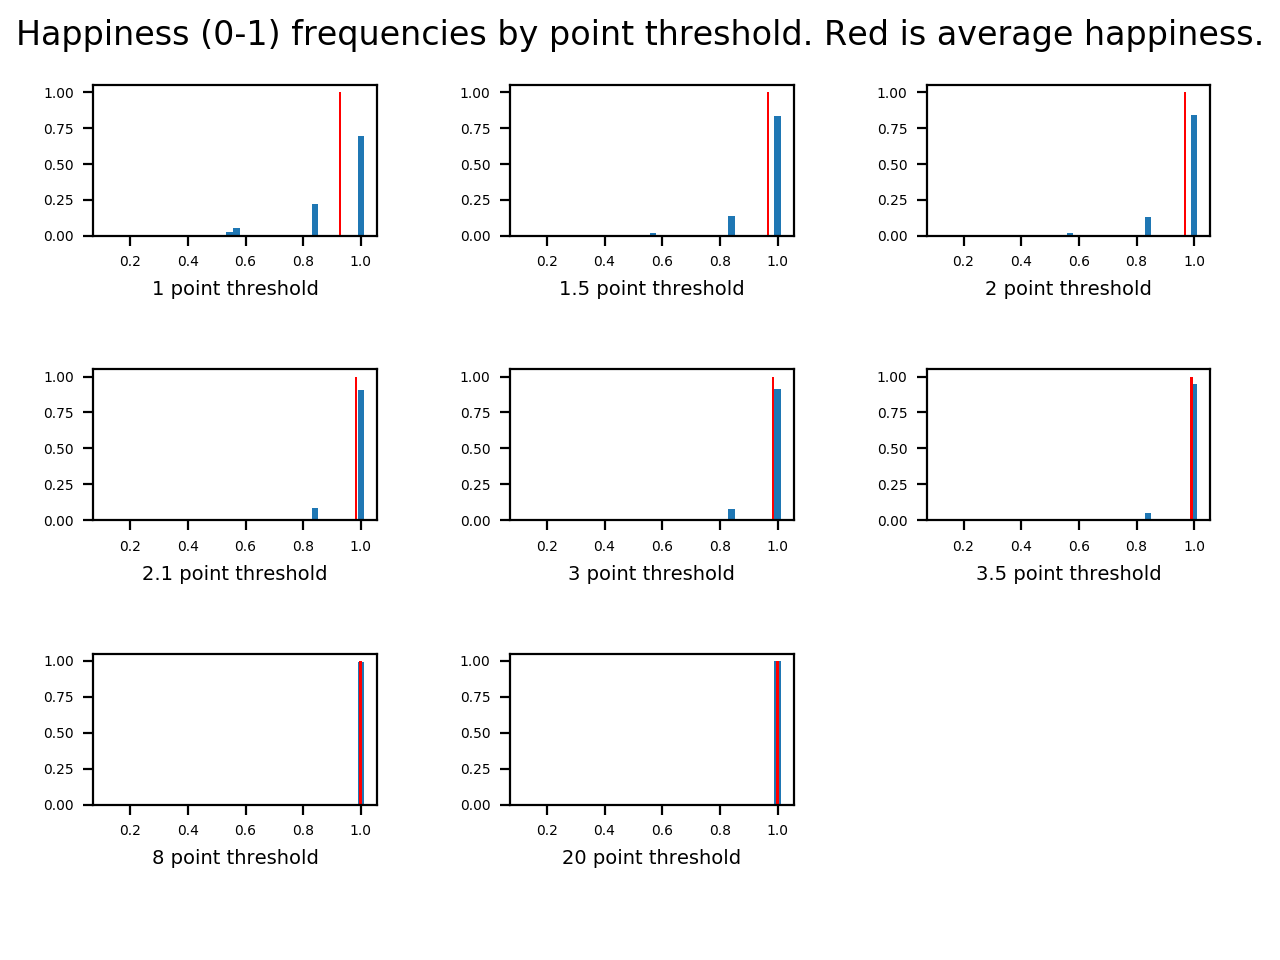 Happiness (0-1) frequencies by point threshold. Red is average happiness.
1.00 1.00 1.00
0.75 0.75 0.75
0.50 0.50 0.50
0.25 0.25 0.25
0.00 0.00 0.00
0.2 0.4 0.6 0.8 1.0 0.2 0.4 0.6 0.8 1.0 0.2 0.4 0.6 0.8 1.0
1 point threshold 1.5 point threshold 2 point threshold
1.00 1.00 1.00
0.75 0.75 0.75
0.50 0.50 0.50
0.25 0.25 0.25
0.00 0.00 0.00
0.2 0.4 0.6 0.8 1.0 0.2 0.4 0.6 0.8 1.0 0.2 0.4 0.6 0.8 1.0
2.1 point threshold 3 point threshold 3.5 point threshold
1.00 1.00
0.75 0.75
0.50 0.50
0.25 0.25
0.00 0.00
0.2 0.4 0.6 0.8 1.0 0.2 0.4 0.6 0.8 1.0
8 point threshold 20 point threshold